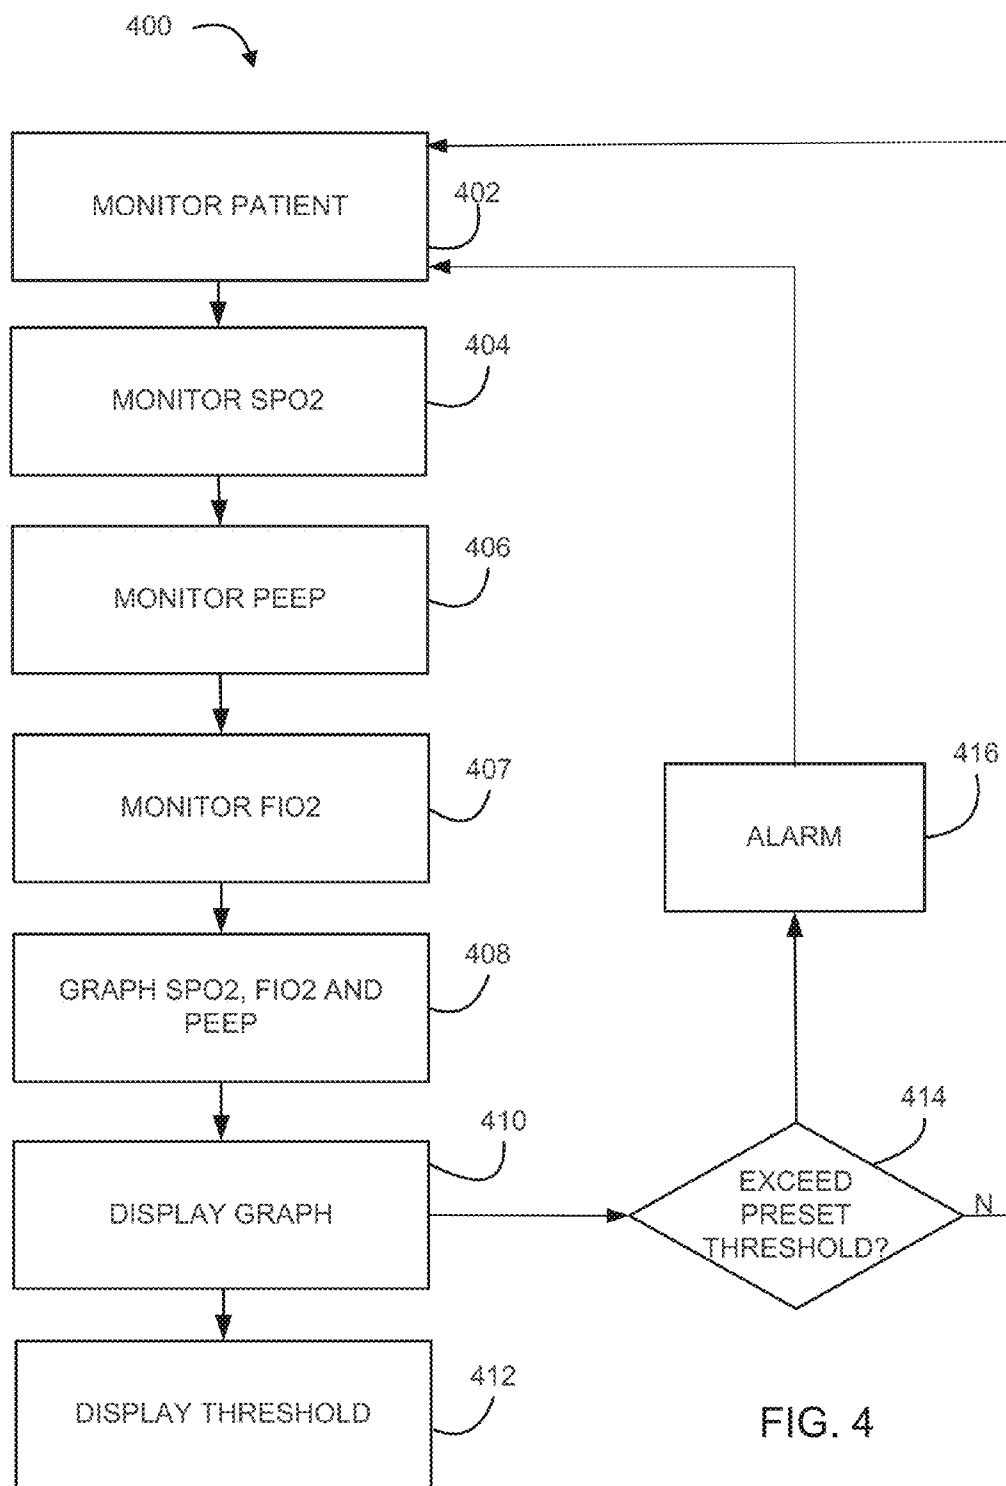 400
MONITOR PATIENT
402
MONITOR SPO2
404
MONITOR PEEP
406
MONITOR FIO2
407
GRAPH SPO2, FIO2 AND
PEEP
408
DISPLAY GRAPH
410
DISPLAY THRESHOLD
412
ALARM
416
EXCEED
PRESET
THRESHOLD?
414
N
FIG. 4